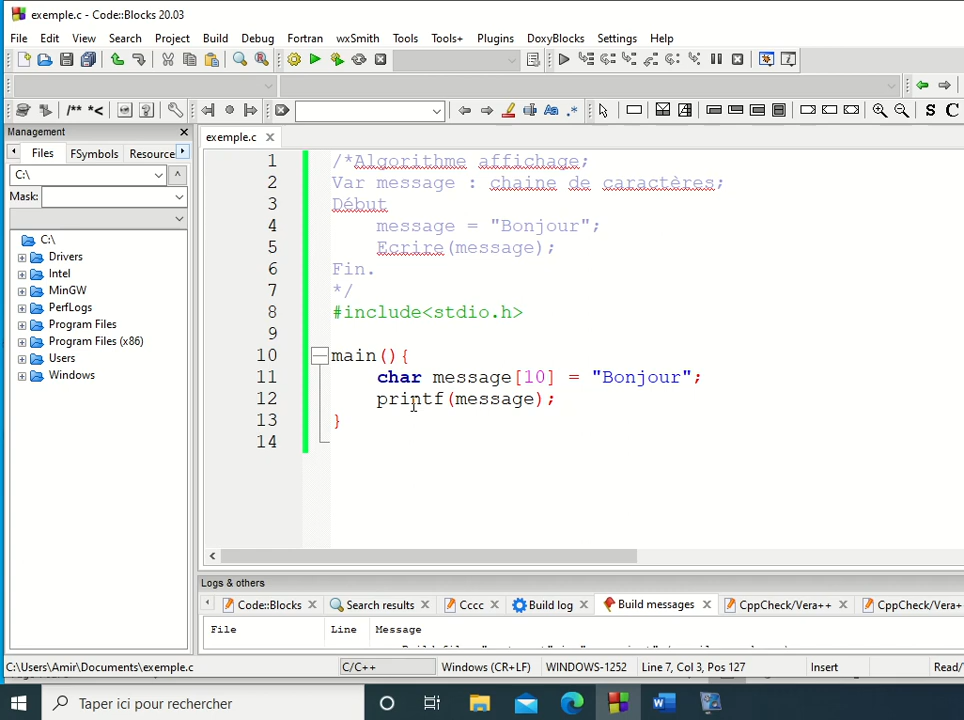 exemple.c - Code::Blocks 20.03
File Edit View Search Project Build Debug Fortran wxSmith Tools Tools+ Plugins DoxyBlocks Settings Help
/** *<
Aa .* S C
Management
exemple.c
Files FSymbols Resource
C:\
Mask:
C:\
Drivers
Intel
MinGW
PerfLogs
Program Files
Program Files (x86)
Users
Windows
1 /*Algorithme affichage;
2 Var message : chaine de caractères;
3 Début
4 message = "Bonjour";
5 Ecrire(message);
6 Fin.
7 */
8 #include<stdio.h>
9
10 main(){
11 char message[10] = "Bonjour";
12 printf(message);
13 }
14
Logs & others
Code::Blocks Search results Cccc Build log Build messages CppCheck/Vera++ CppCheck/Vera+
File Line Message
C:\Users\Amir\Documents\exemple.c C/C++ Windows (CR+LF) WINDOWS-1252 Line 7, Col 3, Pos 127 Insert Read/
Taper ici pour rechercher